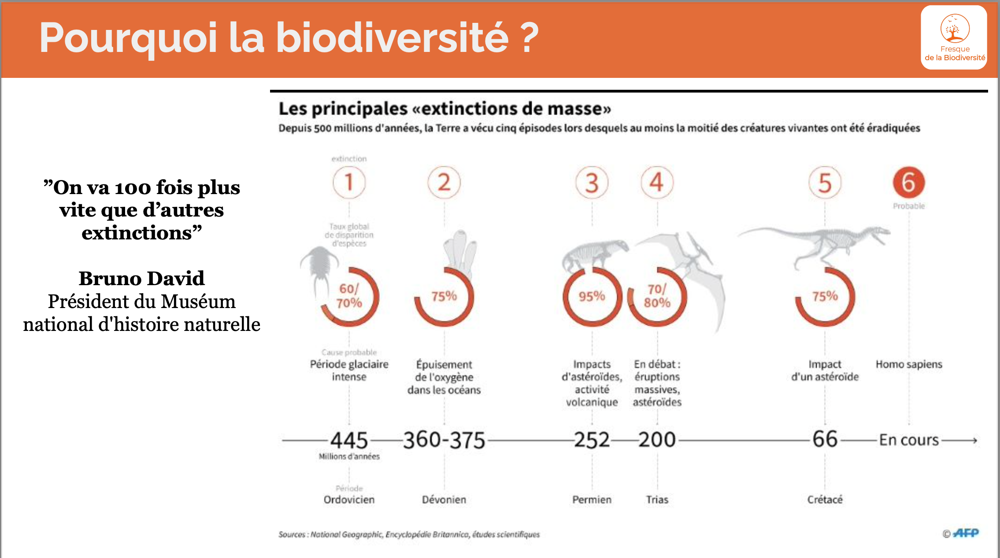 Pourquoi la biodiversité ?
Fresque
de la Biodiversité
”On va 100 fois plus
vite que d’autres
extinctions”
Bruno David
Président du Muséum
national d'histoire naturelle
Les principales «extinctions de masse»
Depuis 500 millions d'années, la Terre a vécu cinq épisodes lors desquels au moins la moitié des créatures vivantes ont été éradiquées
extinction
1
2
3
4
5
6
Probable
Taux global
de disparition
d'espèces
60/
70%
75%
95%
70/
80%
75%
Cause probable
Période glaciaire
intense
Épuisement
de l'oxygène
dans les océans
Impacts
d'astéroïdes,
activité
volcanique
En débat :
éruptions
massives,
astéroïdes
Impact
d'un astéroïde
Homo sapiens
445
Millions d'années
360-375
252
200
66
En cours
Période
Ordovicien
Dévonien
Permien
Trias
Crétacé
Sources : National Geographic, Encyclopédie Britannica, études scientifiques
© AFP